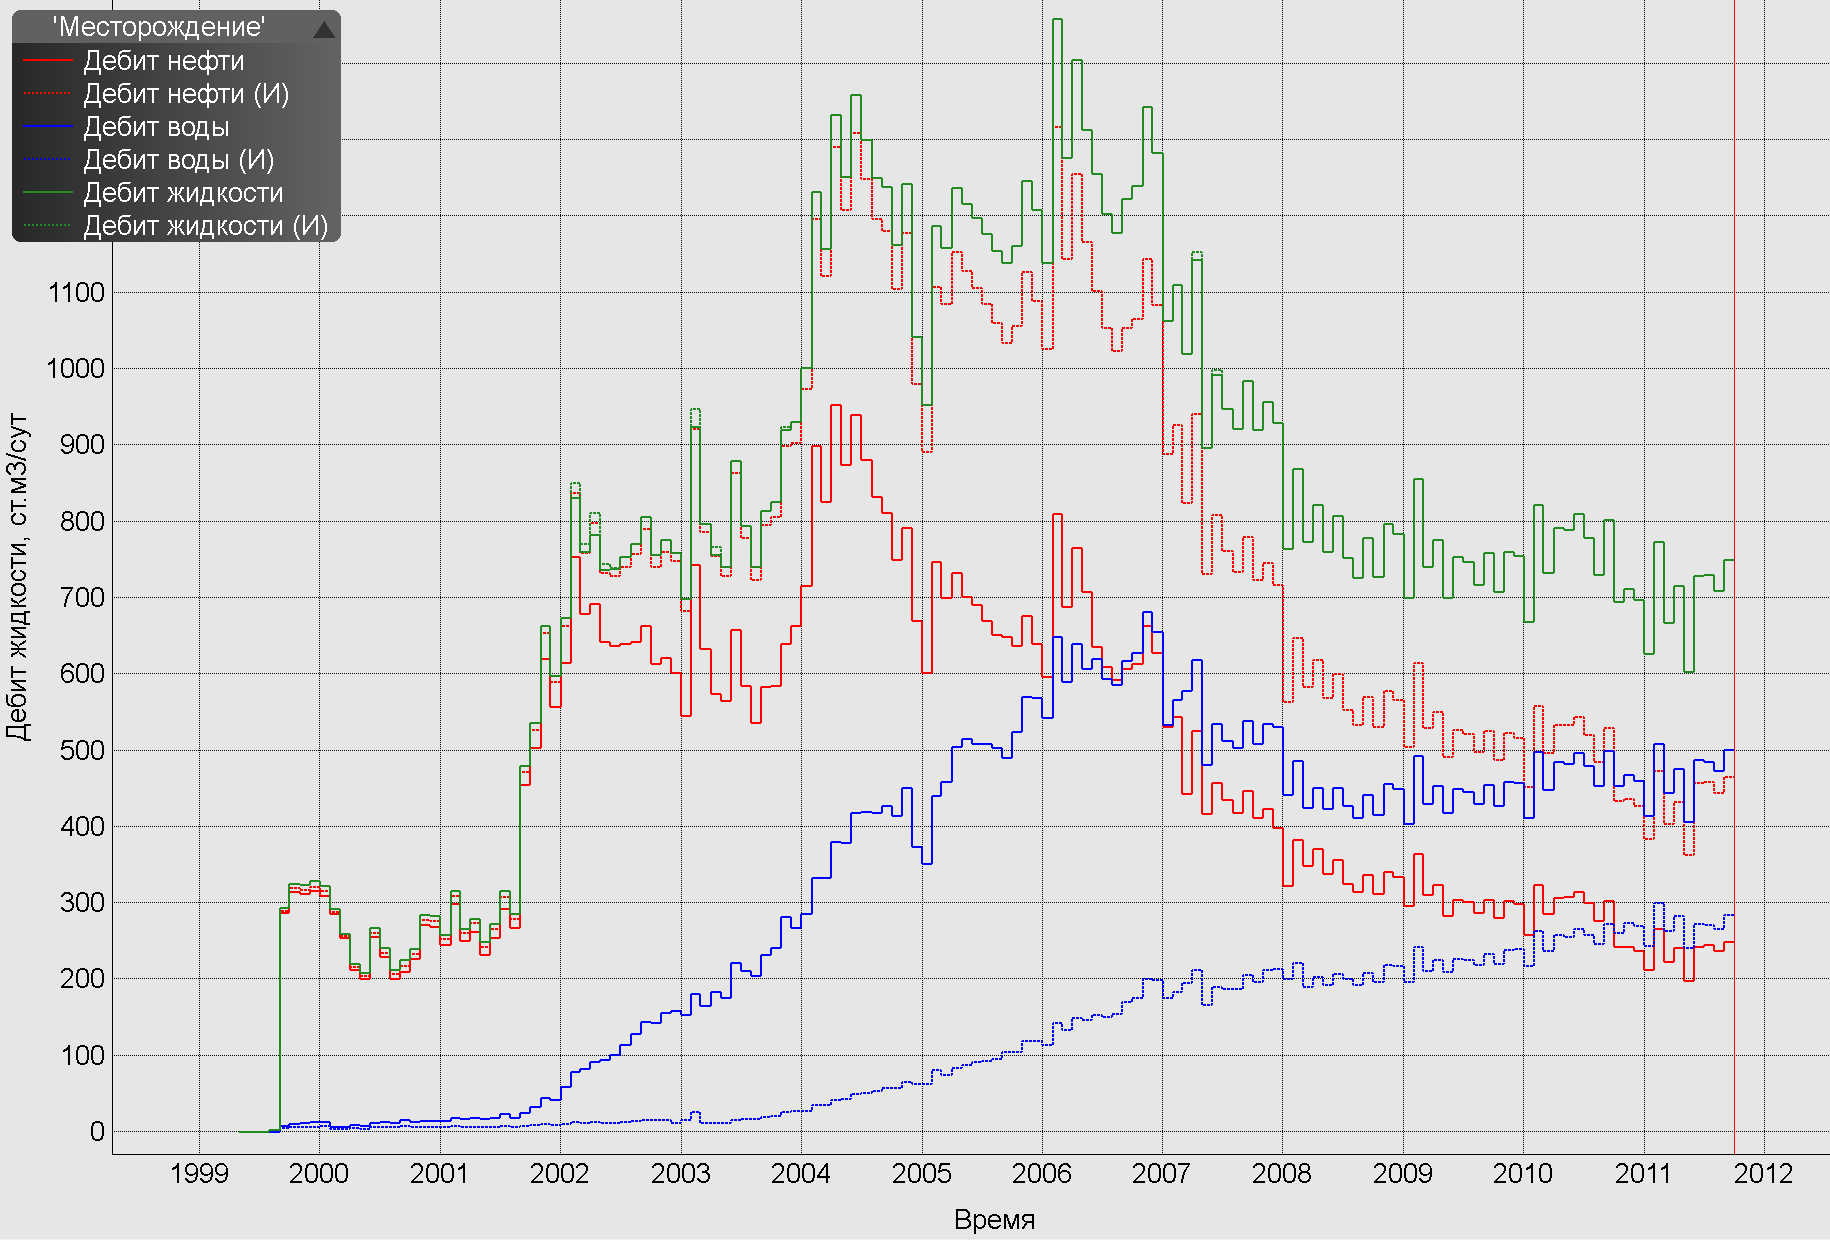 'Месторождение'
Дебит нефти
Дебит нефти (И)
Дебит воды
Дебит воды (И)
Дебит жидкости
Дебит жидкости (И)
1100
1000
900
800
700
600
500
400
300
200
100
0
Дебит жидкости, ст.м3/сут
1999 2000 2001 2002 2003 2004 2005 2006 2007 2008 2009 2010 2011 2012
Время